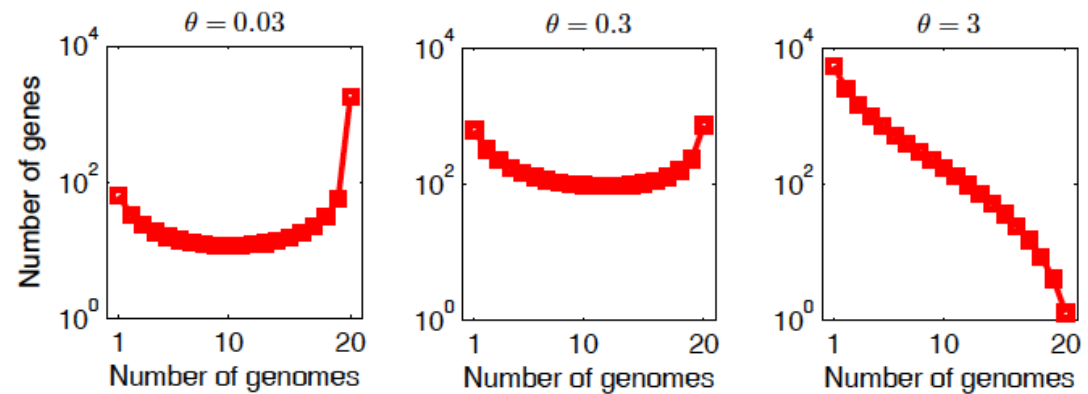 θ = 0.03
θ = 0.3
θ = 3
Number of genes
10^4
10^2
10^0
1
10
20
Number of genomes
10^4
10^2
10^0
1
10
20
Number of genomes
10^4
10^2
10^0
1
10
20
Number of genomes